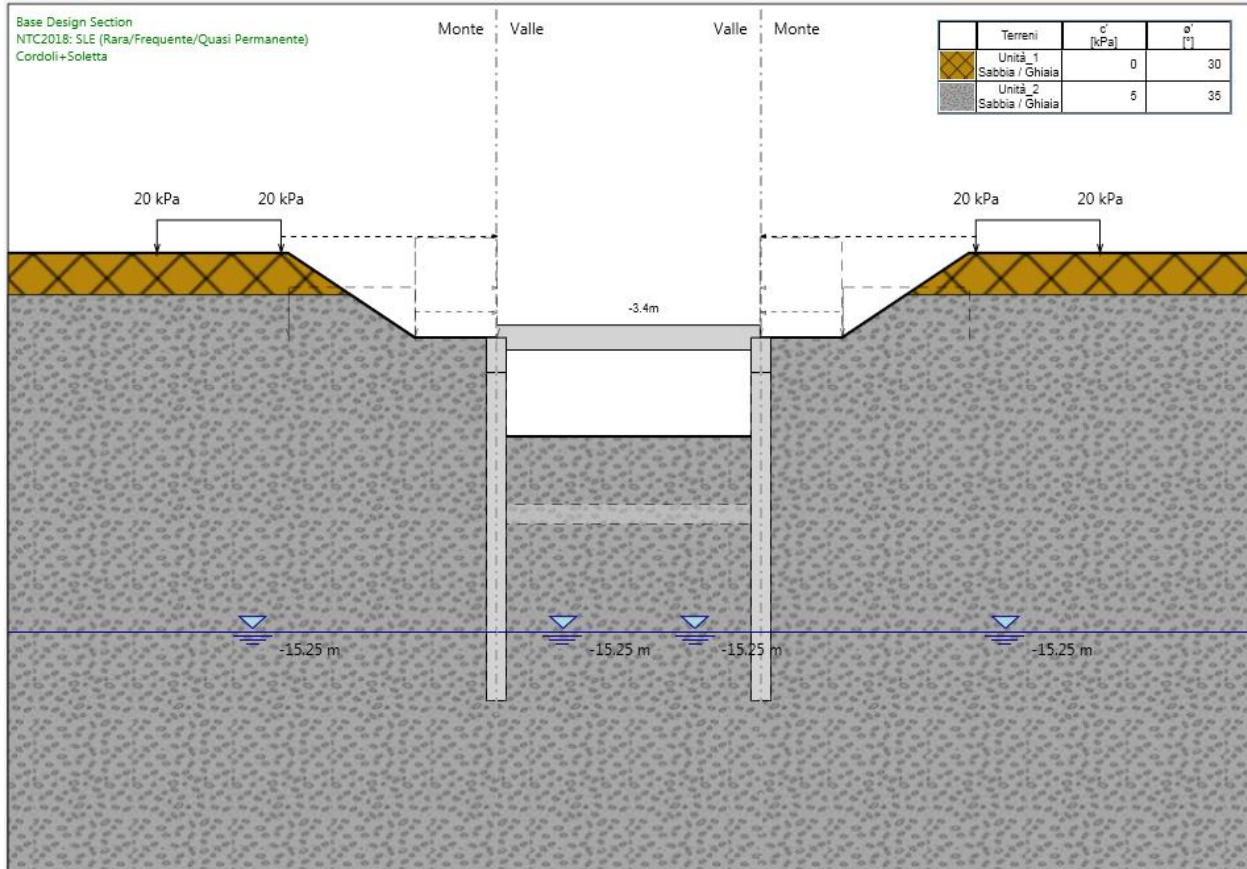 Base Design Section
NTC2018: SLE (Rara/Frequente/Quasi Permanente)
Cordoli+Soletta
Monte
Valle
Valle
Monte
Terreni c' ø'
[kPa] [°]
Unità_1
Sabbia / Ghiaia 0 30
Unità_2
Sabbia / Ghiaia 5 35
20 kPa
20 kPa
20 kPa
20 kPa
-3.4m
-15.25 m
-15.25 m
-15.25 m
-15.25 m